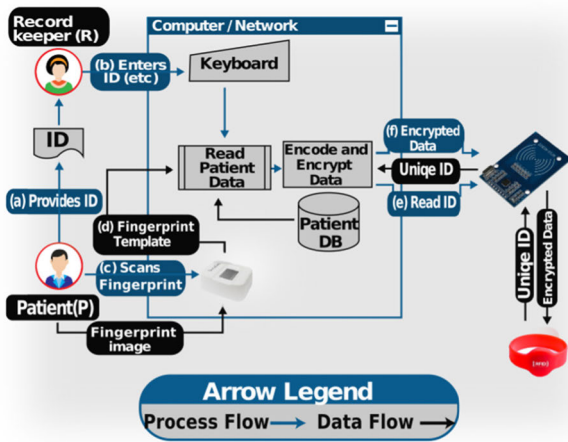 Record
keeper (R)
Computer / Network
(b) Enters
ID (etc)
Keyboard
ID
Read
Patient
Data
Encode and
Encrypt
Data
(f) Encrypted
Data
Uniqe ID
(e) Read ID
(a) Provides ID
(d) Fingerprint
Template
Patient
DB
(c) Scans
Fingerprint
Patient(P)
Fingerprint
image
Uniqe ID
Encrypted Data
Arrow Legend
Process Flow
Data Flow